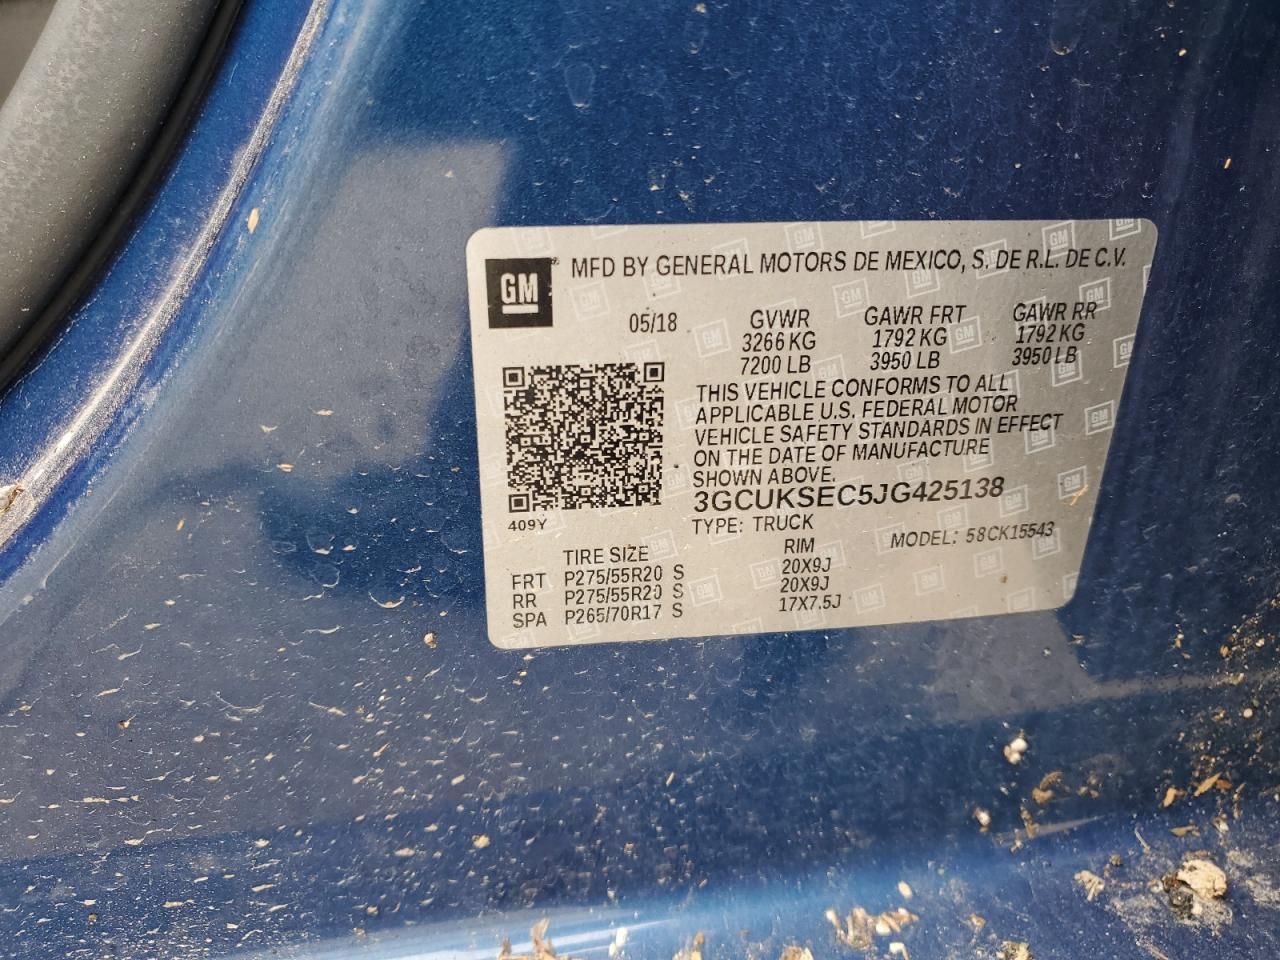 GM
MFD BY GENERAL MOTORS DE MEXICO, S. DE R.L. DE C.V.
05/18 GVWR GAWR FRT GAWR RR
3266 KG 1792 KG 1792 KG
7200 LB 3950 LB 3950 LB
THIS VEHICLE CONFORMS TO ALL
APPLICABLE U.S. FEDERAL MOTOR
VEHICLE SAFETY STANDARDS IN EFFECT
ON THE DATE OF MANUFACTURE
SHOWN ABOVE.
3GCUKSEC5JG425138
409Y
TYPE: TRUCK MODEL: 58CK15543
TIRE SIZE RIM
FRT P275/55R20 S 20X9J
RR P275/55R20 S 20X9J
SPA P265/70R17 S 17X7.5J